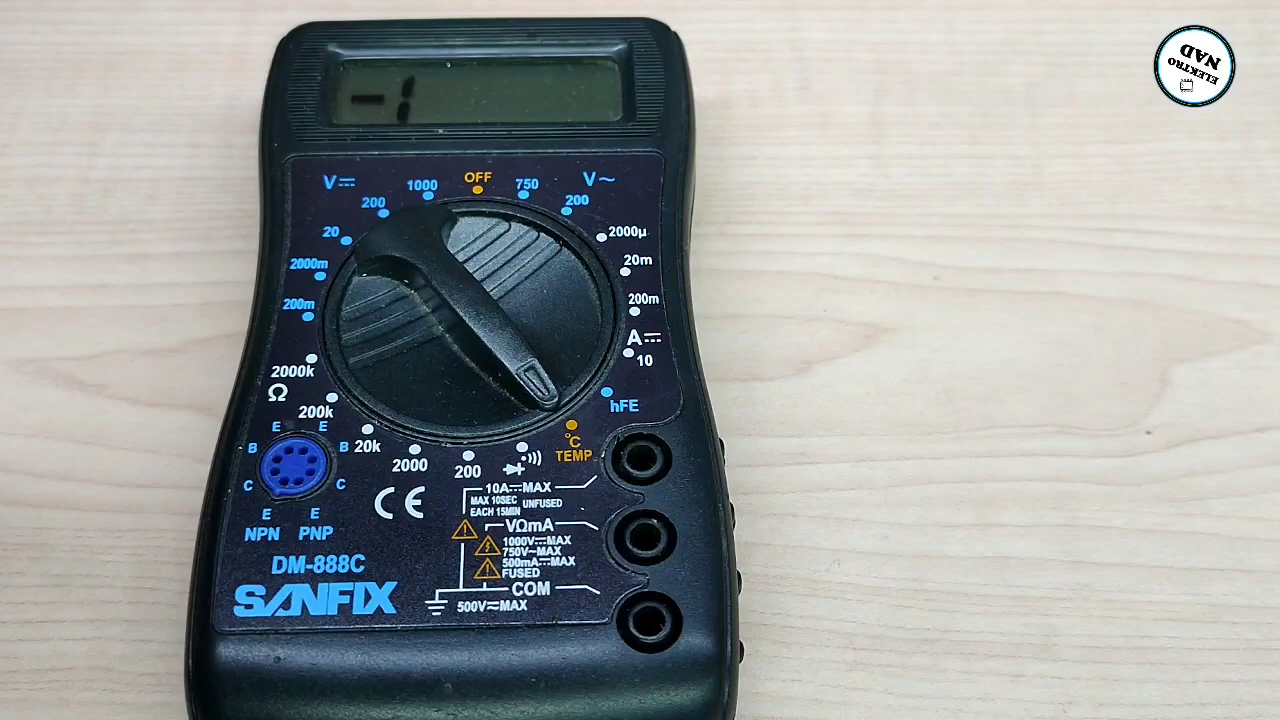 -1
V⎓ 1000 OFF 750 V~
200 200
20 2000µ
2000m 20m
200m 200m
A⎓
2000k 10
Ω
200k hFE
20k 2000 200 °C
TEMP
E E
B B
C C
E E
NPN PNP
CE
10A⎓MAX
MAX 10SEC UNFUSED
EACH 15MIN
VΩmA
1000V⎓MAX
750V~MAX
500mA⎓MAX
FUSED
COM
500V≂MAX
DM-888C
SANFIX
ELEKTRO
NAD